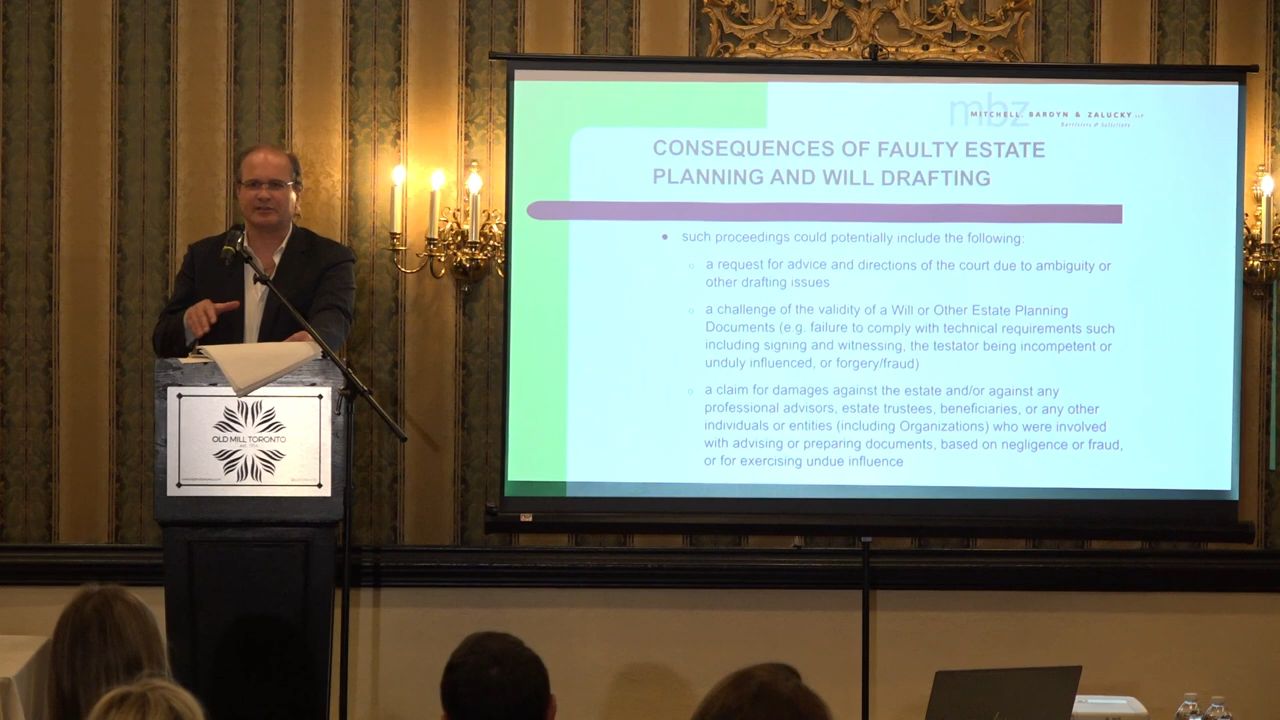 mbz
MITCHELL, BARDYN & ZALUCKY LLP
Barristers & Solicitors
CONSEQUENCES OF FAULTY ESTATE
PLANNING AND WILL DRAFTING
• such proceedings could potentially include the following:
○ a request for advice and directions of the court due to ambiguity or
other drafting issues
○ a challenge of the validity of a Will or Other Estate Planning
Documents (e.g. failure to comply with technical requirements such
including signing and witnessing, the testator being incompetent or
unduly influenced, or forgery/fraud)
○ a claim for damages against the estate and/or against any
professional advisors, estate trustees, beneficiaries, or any other
individuals or entities (including Organizations) who were involved
with advising or preparing documents, based on negligence or fraud,
or for exercising undue influence
OLD MILL TORONTO